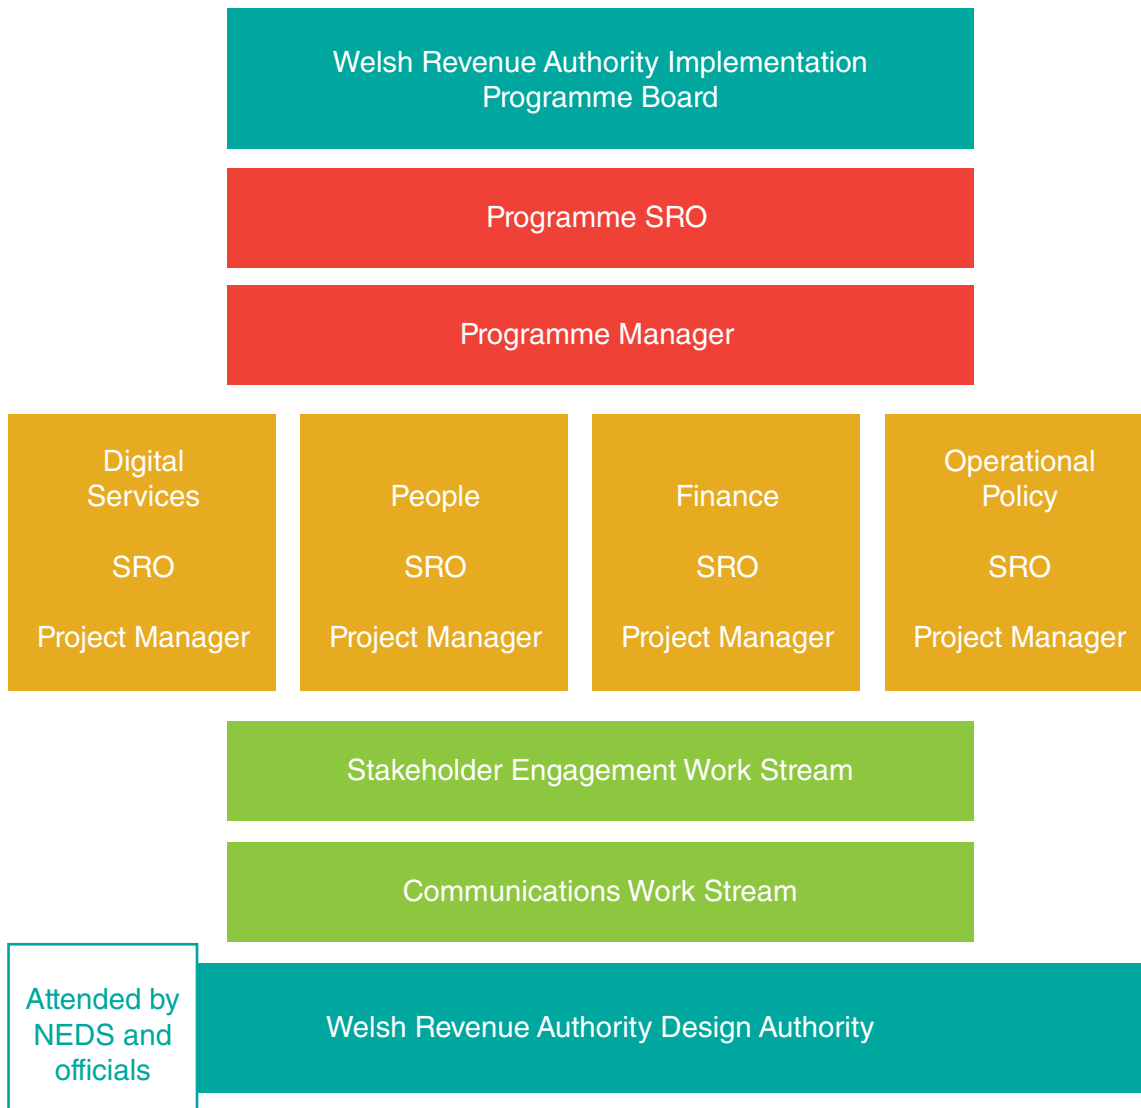 Welsh Revenue Authority Implementation
Programme Board
Programme SRO
Programme Manager
Digital
Services
SRO
Project Manager
People
SRO
Project Manager
Finance
SRO
Project Manager
Operational
Policy
SRO
Project Manager
Stakeholder Engagement Work Stream
Communications Work Stream
Attended by
NEDS and
officials
Welsh Revenue Authority Design Authority